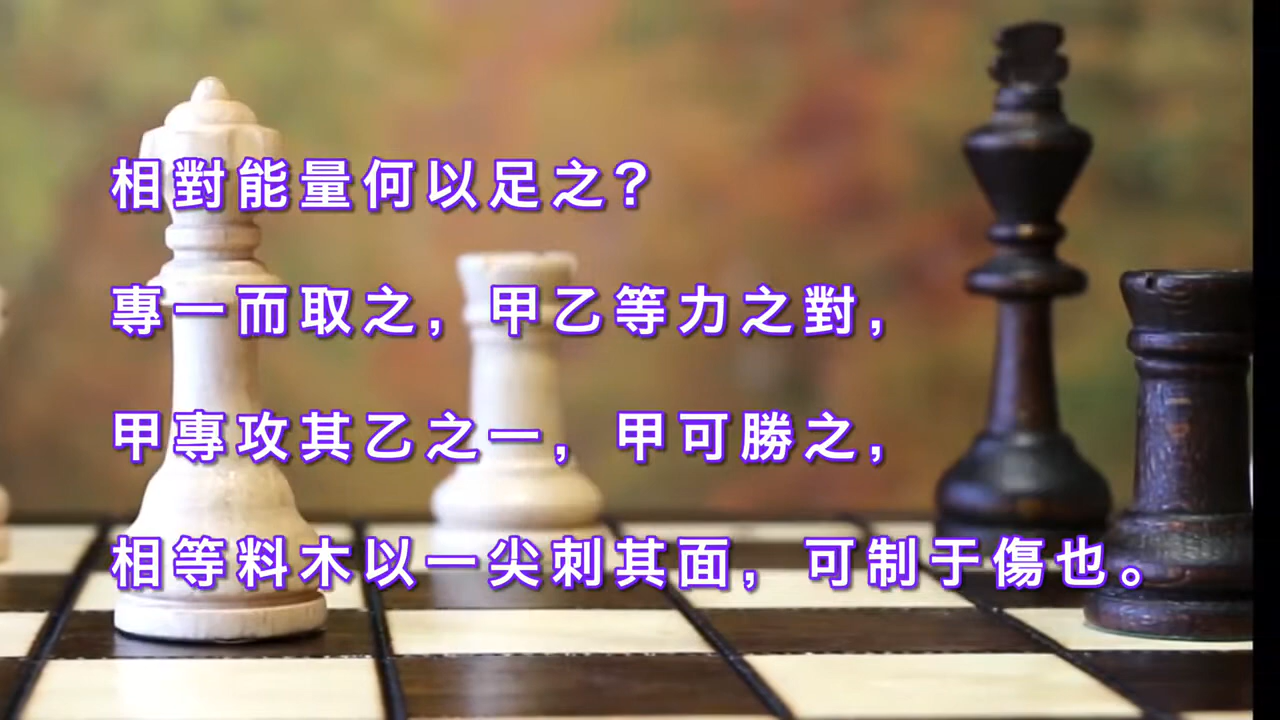 相對能量何以足之？
專一而取之，甲乙等力之對，
甲專攻其乙之一，甲可勝之，
相等料木以一尖刺其面，可制于傷也。